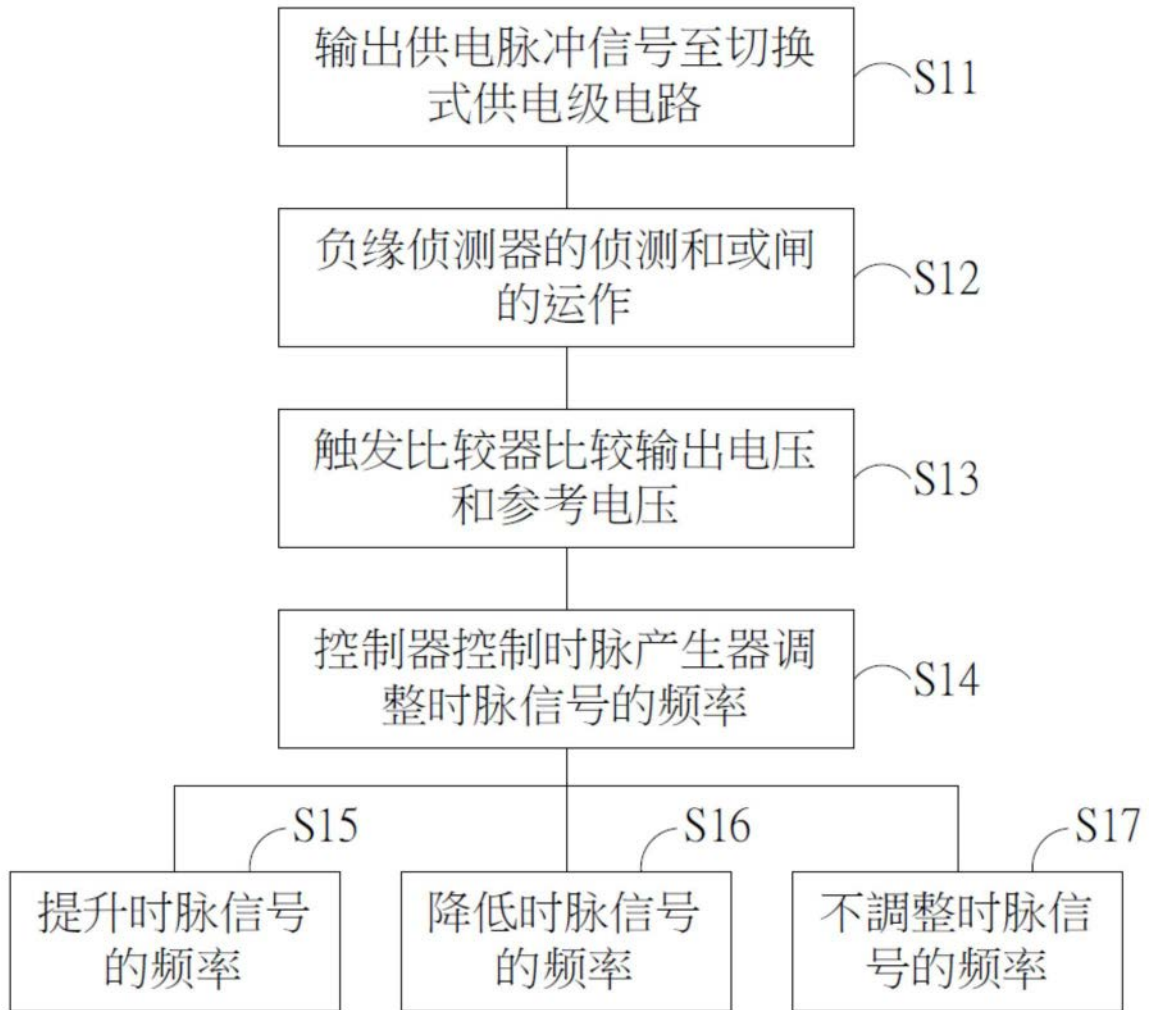 输出供电脉冲信号至切换
式供电级电路
S11
负缘侦测器的侦测和或闸
的运作
S12
触发比较器比较输出电压
和参考电压
S13
控制器控制时脉产生器调
整时脉信号的频率
S14
S15
提升时脉信号
的频率
S16
降低时脉信号
的频率
S17
不調整时脉信
号的频率